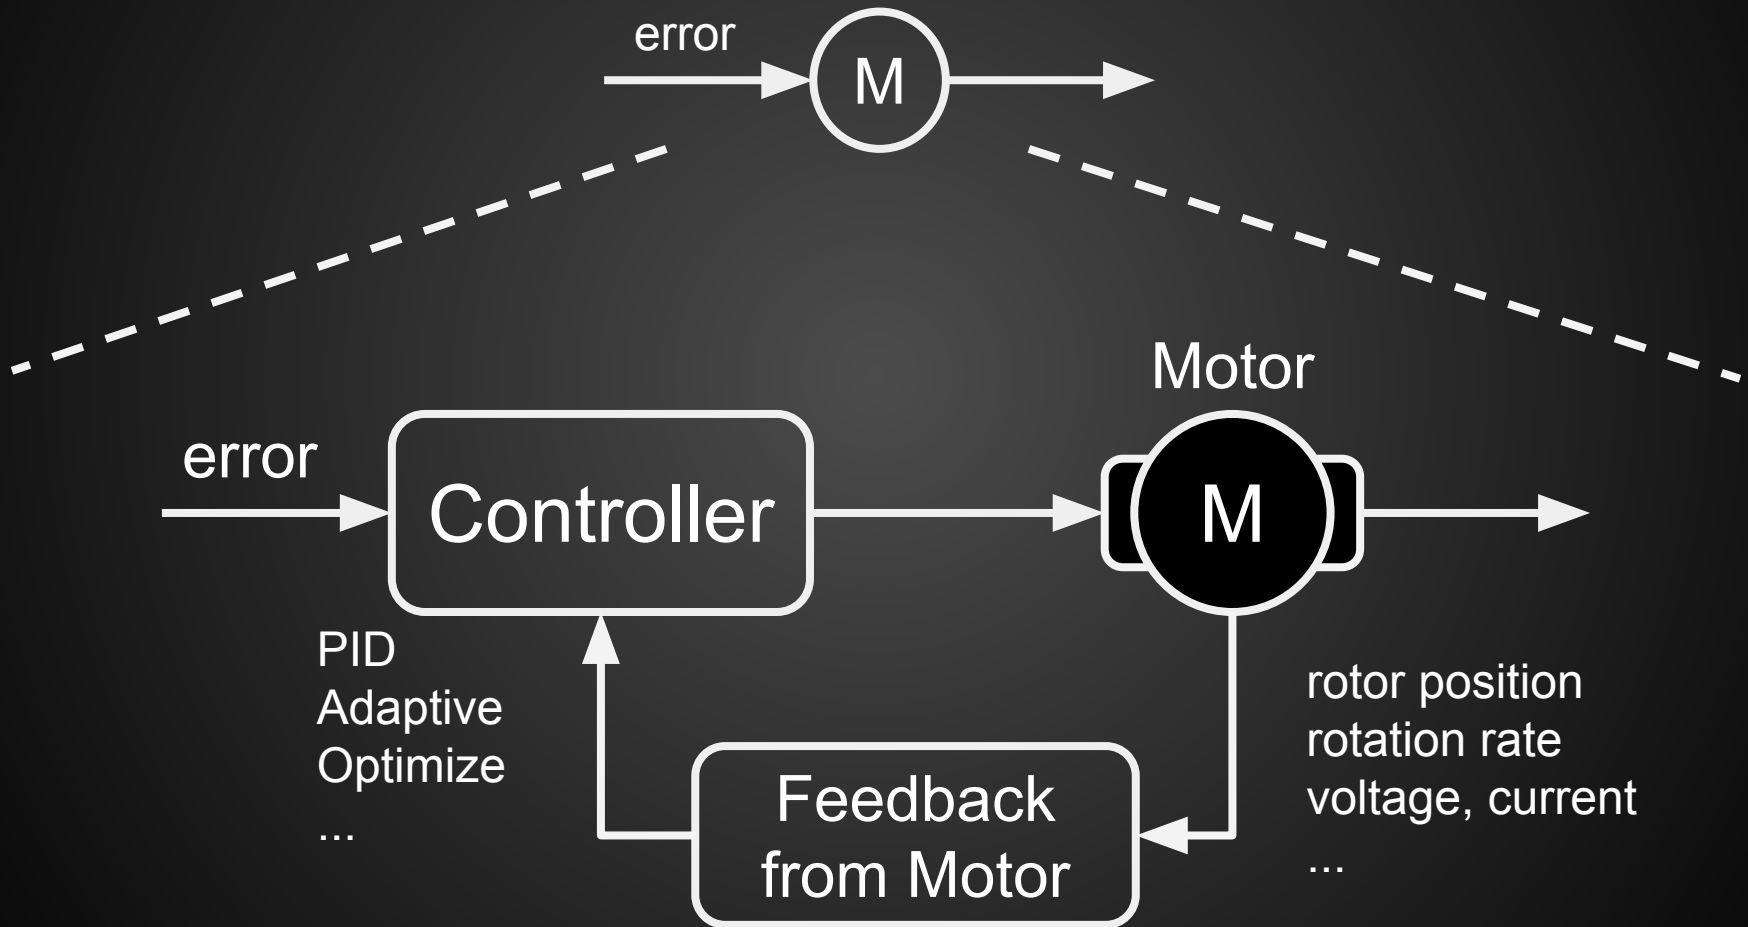 error
M
Motor
error
Controller
M
PID
Adaptive
Optimize
...
Feedback
from Motor
rotor position
rotation rate
voltage, current
...